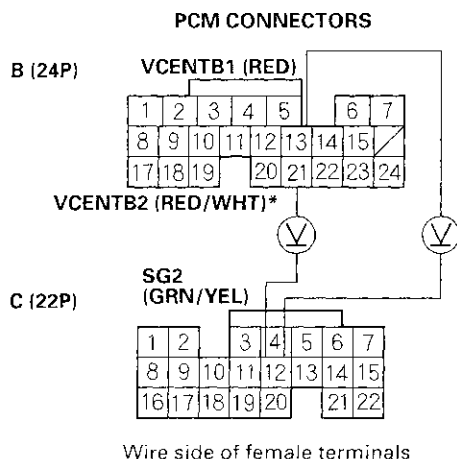 PCM CONNECTORS
B (24P)
VCENTB1 (RED)
1 2 3 4 5 6 7
8 9 10 11 12 13 14 15
17 18 19 20 21 22 23 24
VCENTB2 (RED/WHT)*
V V
SG2
(GRN/YEL)
C (22P)
1 2 3 4 5 6 7
8 9 10 11 12 13 14 15
16 17 18 19 20 21 22
Wire side of female terminals